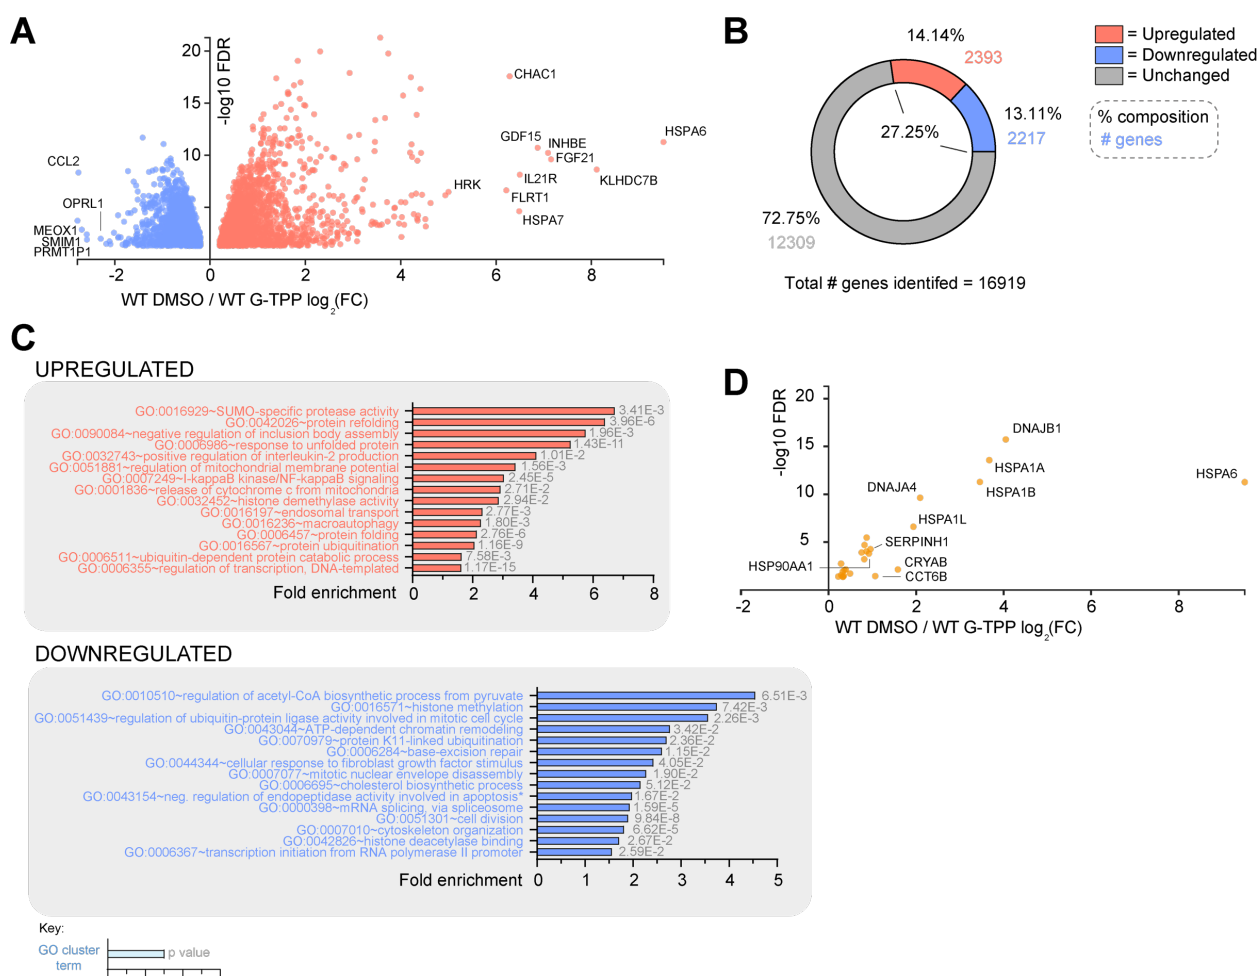 A
-log10 FDR
20
15
10
CHAC1
GDF15
INHBE
FGF21
HSPA6
KLHDC7B
IL21R
HRK
FLRT1
HSPA7
CCL2
OPRL1
MEOX1
SMIM1
PRMT1P1
-2
0
2
4
6
8
WT DMSO / WT G-TPP log2(FC)
B
14.14%
2393
13.11%
2217
27.25%
72.75%
12309
= Upregulated
= Downregulated
= Unchanged
% composition
# genes
Total # genes identifed = 16919
C
UPREGULATED
GO:0016929~SUMO-specific protease activity 3.41E-3
GO:0042026~protein refolding 3.96E-6
GO:0090084~negative regulation of inclusion body assembly 1.96E-3
GO:0006986~response to unfolded protein 1.43E-11
GO:0032743~positive regulation of interleukin-2 production 1.01E-2
GO:0051881~regulation of mitochondrial membrane potential 1.56E-3
GO:0007249~I-kappaB kinase/NF-kappaB signaling 2.45E-5
GO:0001836~release of cytochrome c from mitochondria 2.71E-2
GO:0032452~histone demethylase activity 2.94E-2
GO:0016197~endosomal transport 2.77E-3
GO:0016236~macroautophagy 1.80E-3
GO:0006457~protein folding 2.76E-6
GO:0016567~protein ubiquitination 1.16E-9
GO:0006511~ubiquitin-dependent protein catabolic process 7.58E-3
GO:0006355~regulation of transcription, DNA-templated 1.17E-15
Fold enrichment 0 2 4 6 8
DOWNREGULATED
GO:0010510~regulation of acetyl-CoA biosynthetic process from pyruvate 6.51E-3
GO:0016571~histone methylation 7.42E-3
GO:0051439~regulation of ubiquitin-protein ligase activity involved in mitotic cell cycle 2.26E-3
GO:0043044~ATP-dependent chromatin remodeling 3.42E-2
GO:0070979~protein K11-linked ubiquitination 2.36E-2
GO:0006284~base-excision repair 1.15E-2
GO:0044344~cellular response to fibroblast growth factor stimulus 4.05E-2
GO:0007077~mitotic nuclear envelope disassembly 1.90E-2
GO:0006695~cholesterol biosynthetic process 5.12E-2
GO:0043154~neg. regulation of endopeptidase activity involved in apoptosis* 1.67E-2
GO:0000398~mRNA splicing, via spliceosome 1.59E-5
GO:0051301~cell division 9.84E-8
GO:0007010~cytoskeleton organization 6.62E-5
GO:0042826~histone deacetylase binding 2.67E-2
GO:0006367~transcription initiation from RNA polymerase II promoter 2.59E-2
Fold enrichment 0 1 2 3 4 5
Key:
GO cluster
term
p value
D
-log10 FDR
20
15
10
5
DNAJB1
HSPA1A
HSPA1B
HSPA6
DNAJA4
HSPA1L
SERPINH1
HSP90AA1
CRYAB
CCT6B
-2
0
2
4
6
8
WT DMSO / WT G-TPP log2(FC)